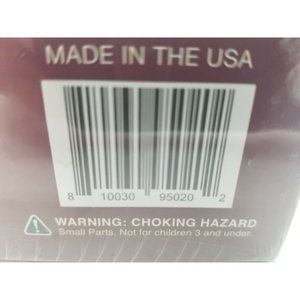 MADE IN THE USA
8 10030 95020 2
WARNING: CHOKING HAZARD
Small Parts. Not for children 3 and under.